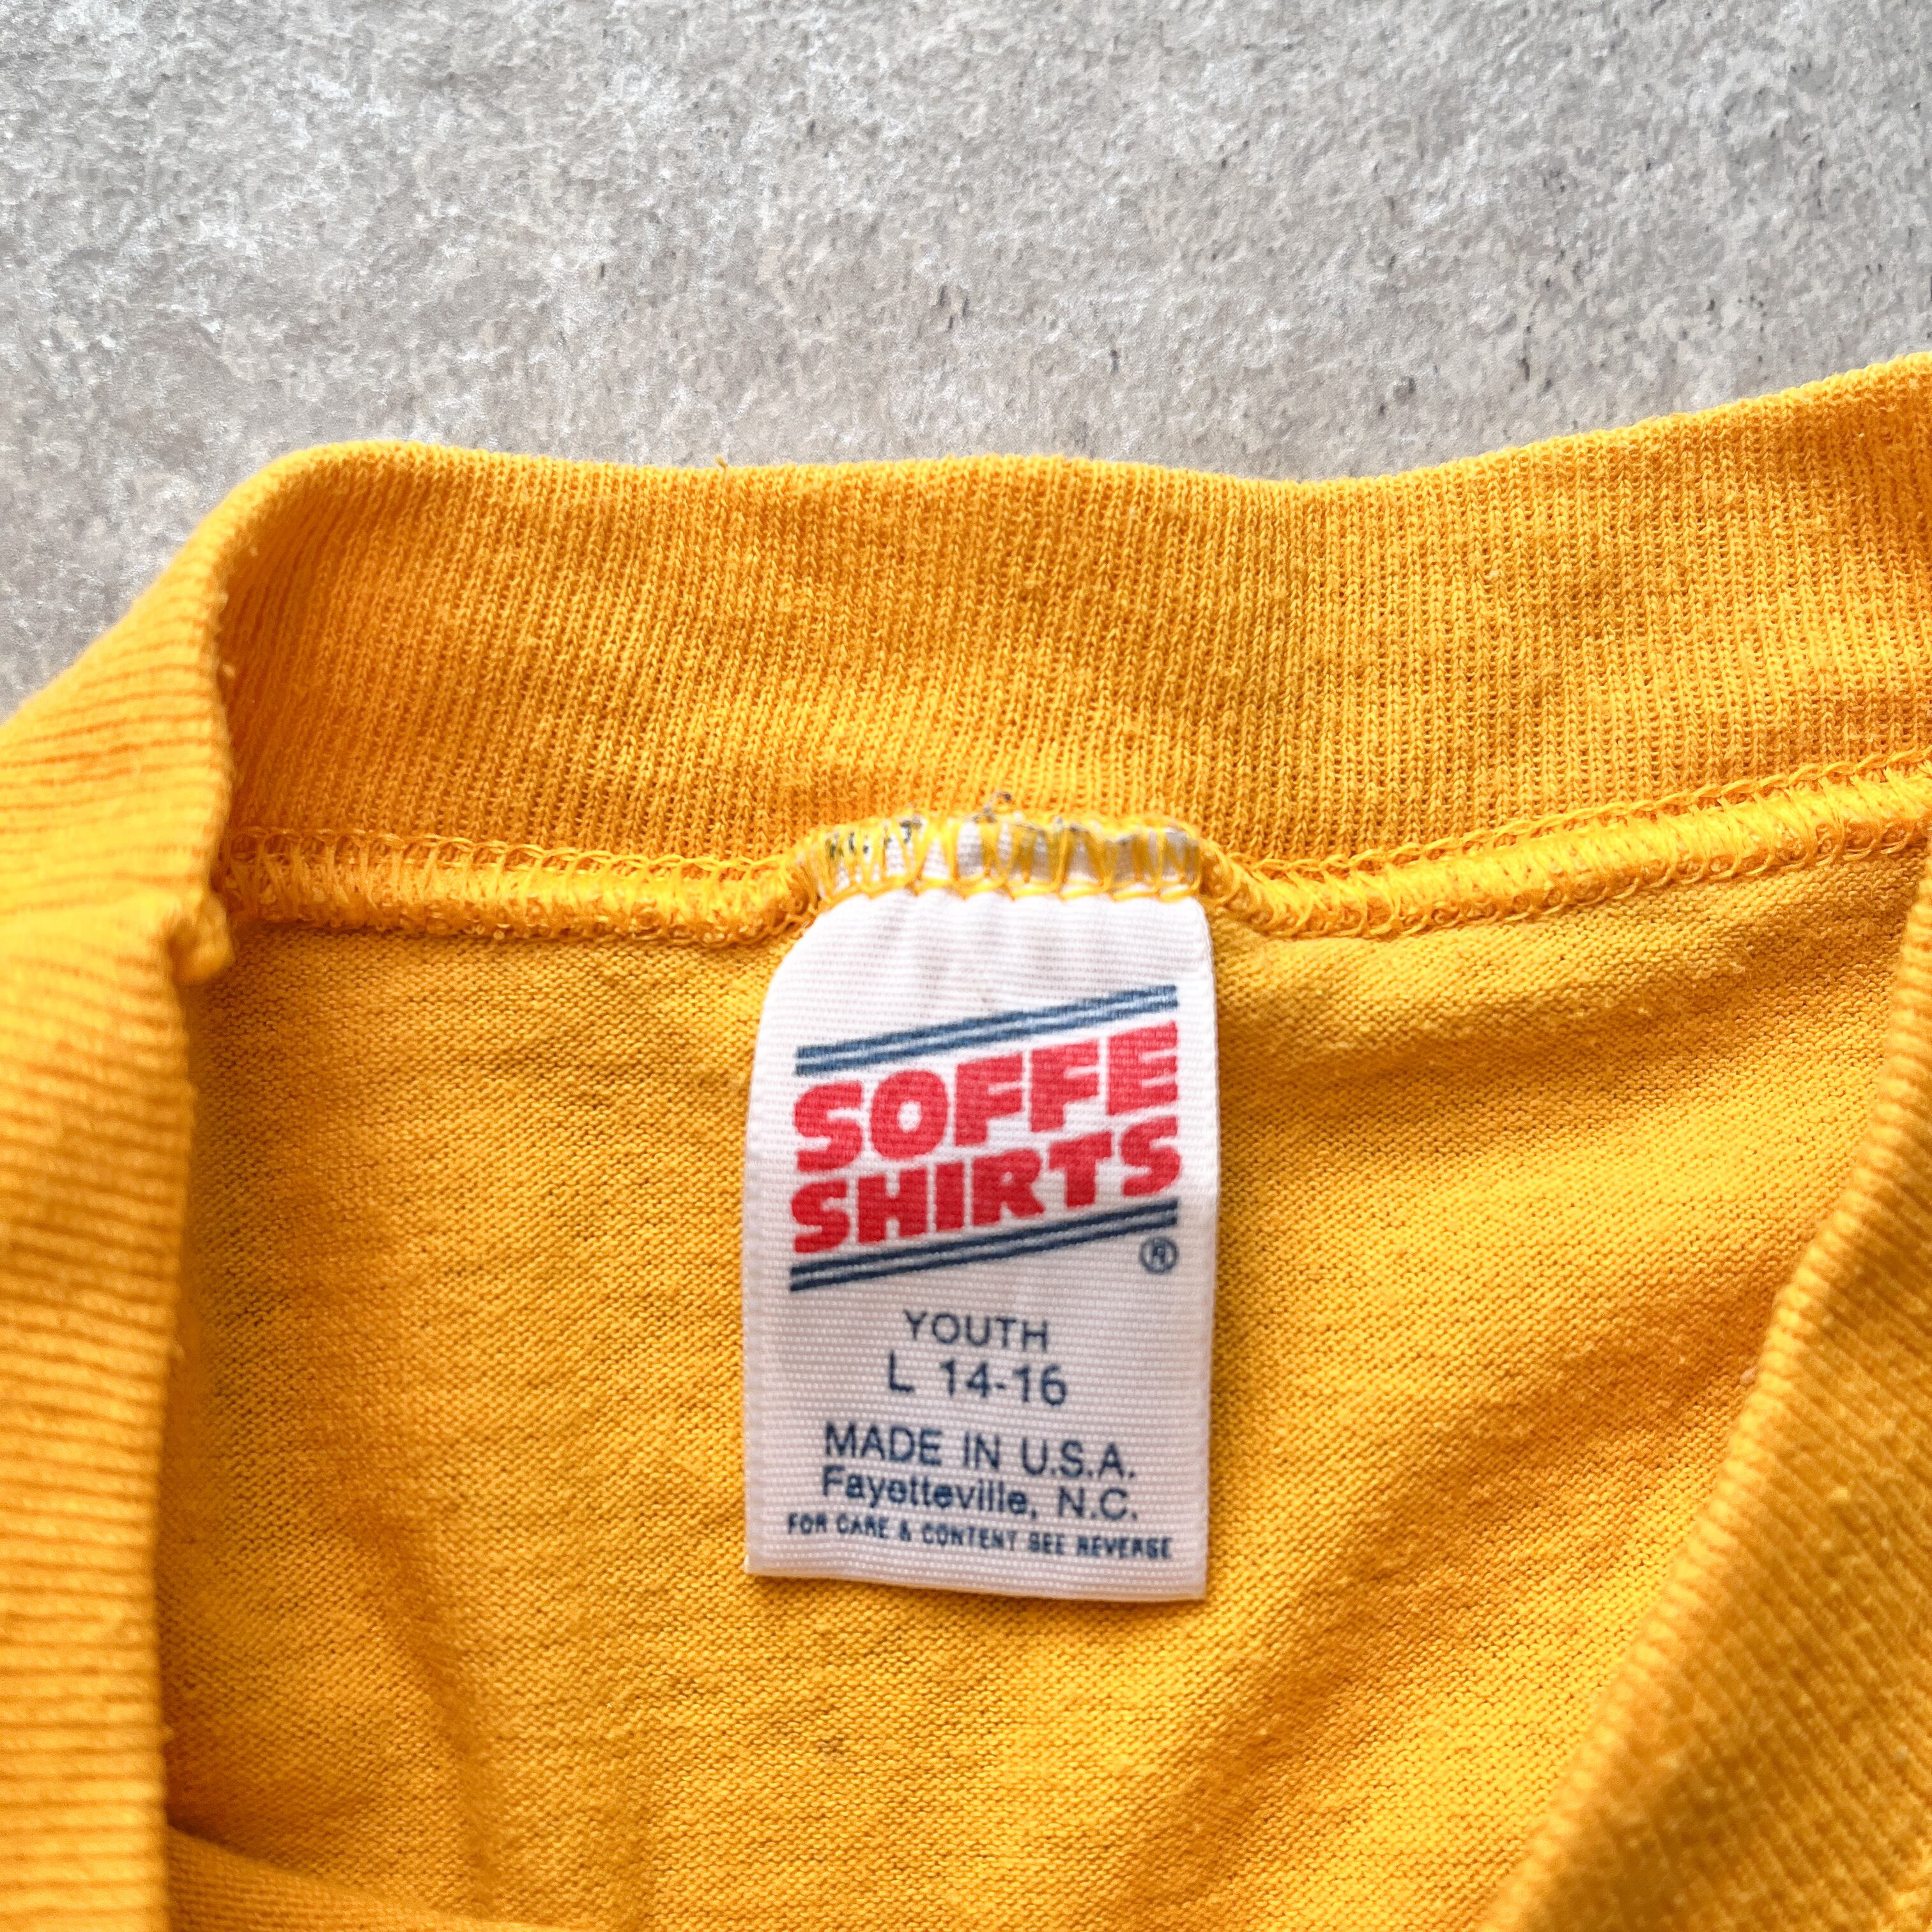 SOFFE
SHIRTS
®
YOUTH
L 14-16
MADE IN U.S.A.
Fayetteville, N.C.
FOR CARE & CONTENT SEE REVERSE